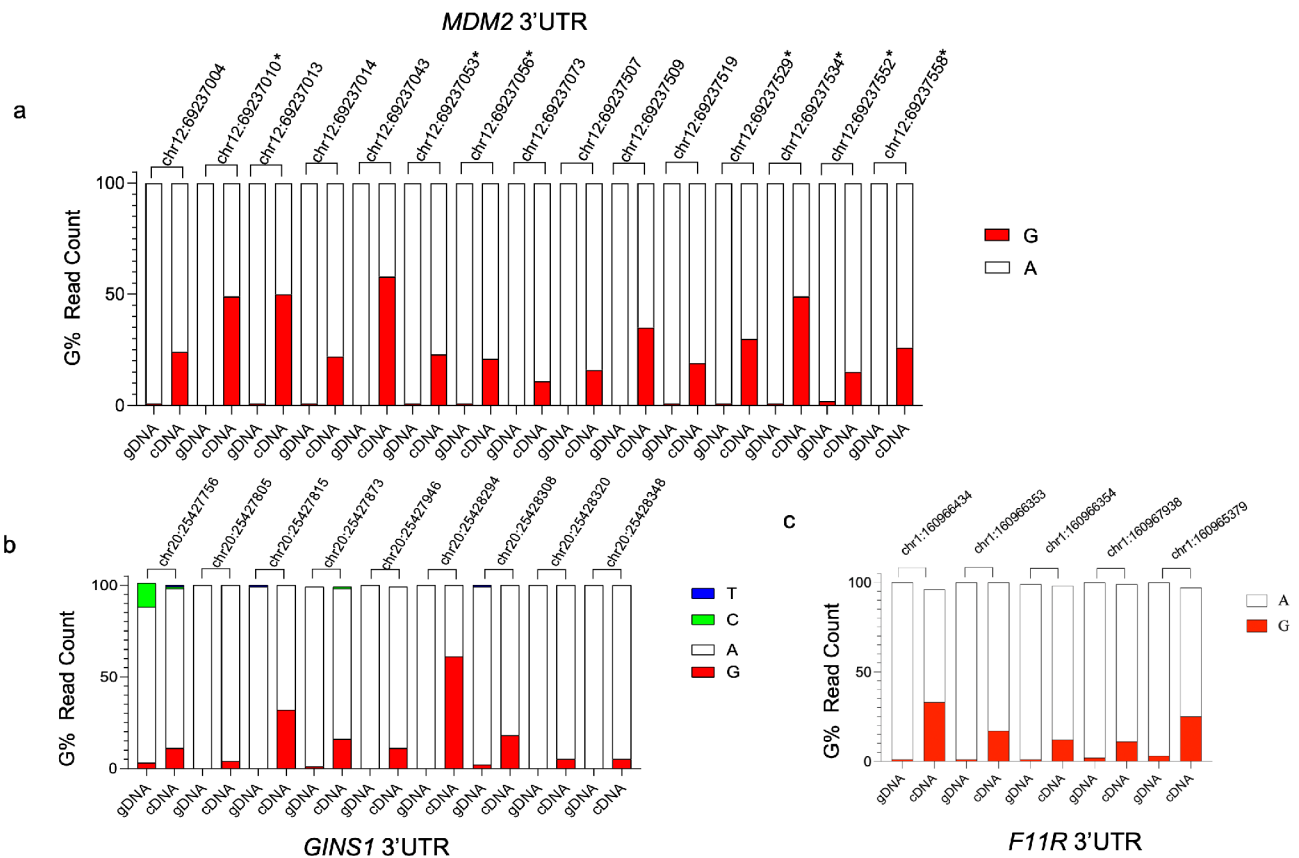 MDM2 3'UTR
a
chr12:69237004
chr12:69237010*
chr12:69237013
chr12:69237014
chr12:69237043
chr12:69237053*
chr12:69237056*
chr12:69237073
chr12:69237507
chr12:69237509
chr12:69237519
chr12:69237529*
chr12:69237534*
chr12:69237552*
chr12:69237558*
G% Read Count
100
50
0
gDNA cDNA gDNA cDNA gDNA cDNA gDNA cDNA gDNA cDNA gDNA cDNA gDNA cDNA gDNA cDNA gDNA cDNA gDNA cDNA gDNA cDNA gDNA cDNA gDNA cDNA gDNA cDNA gDNA cDNA
G
A
b
chr20:25427756
chr20:25427805
chr20:25427815
chr20:25427873
chr20:25427946
chr20:25428294
chr20:25428308
chr20:25428320
chr20:25428348
G% Read Count
100
50
0
gDNA cDNA gDNA cDNA gDNA cDNA gDNA cDNA gDNA cDNA gDNA cDNA gDNA cDNA gDNA cDNA gDNA cDNA
T
C
A
G
GINS1 3'UTR
c
chr1:160966434
chr1:160966353
chr1:160966354
chr1:160967938
chr1:160965379
G% Read Count
100
50
0
gDNA cDNA gDNA cDNA gDNA cDNA gDNA cDNA gDNA cDNA
A
G
F11R 3'UTR